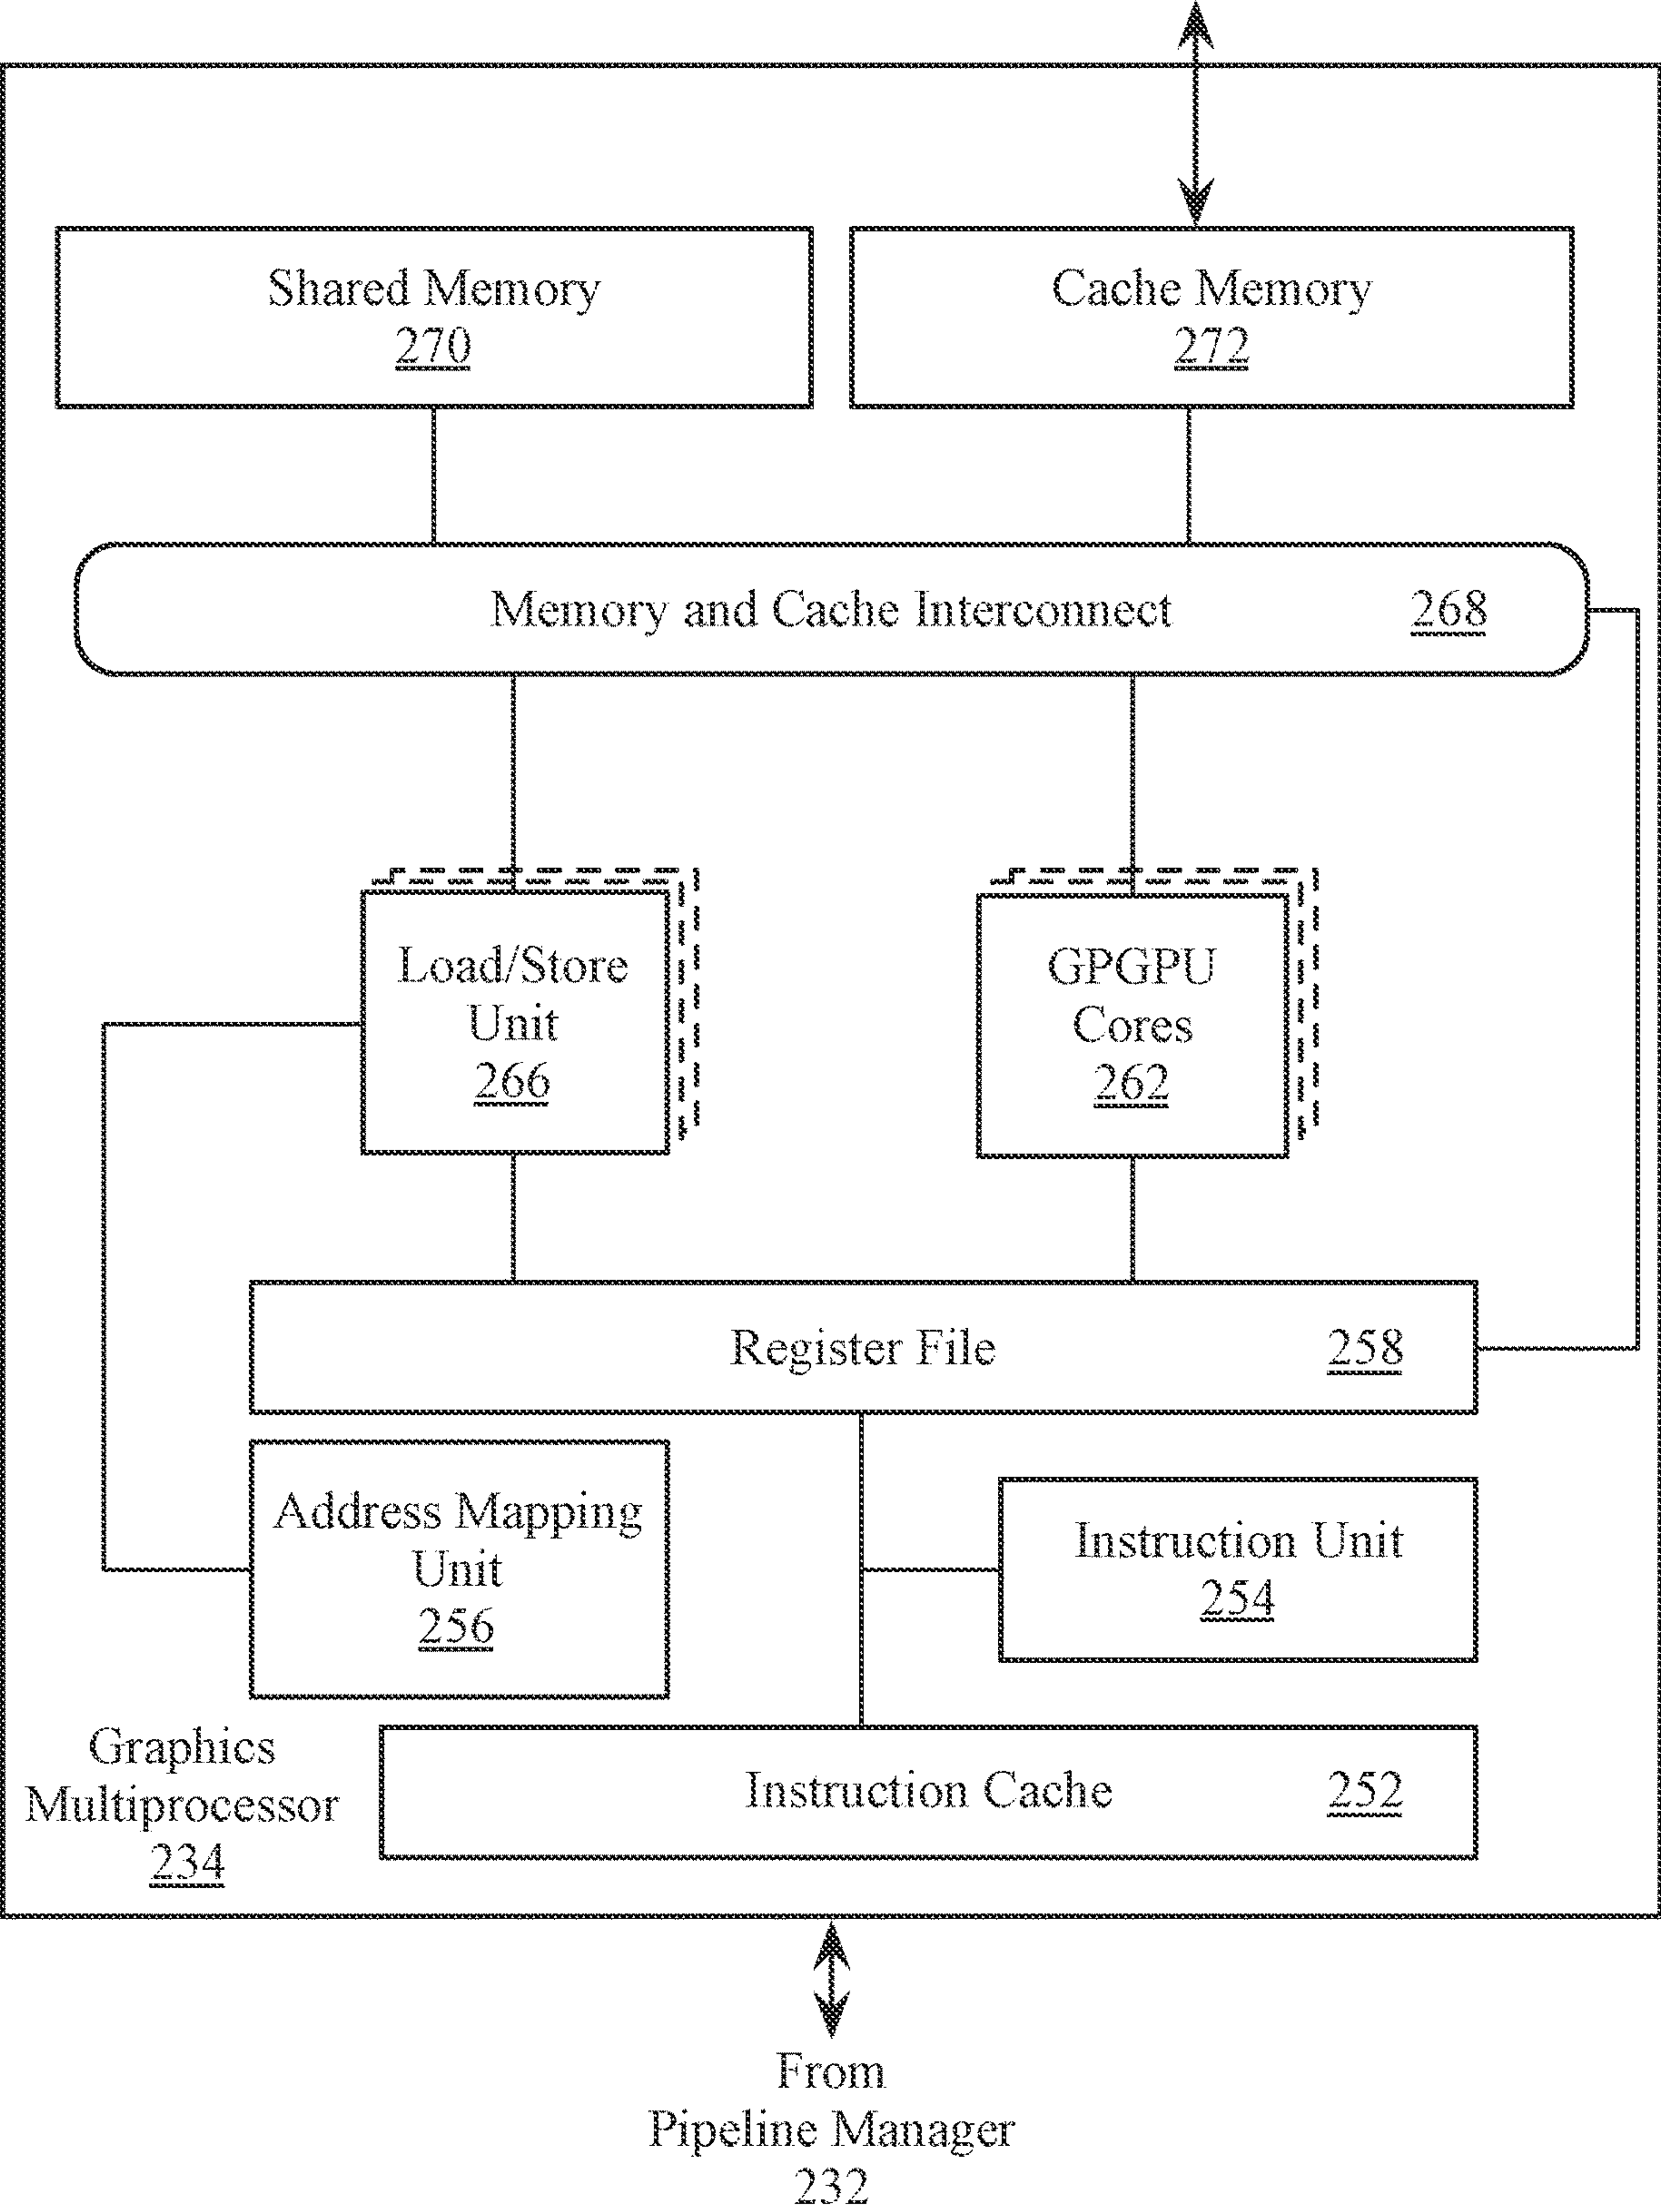 Shared Memory
270
Cache Memory
272
Memory and Cache Interconnect 268
Load/Store
Unit
266
GPGPU
Cores
262
Register File 258
Address Mapping
Unit
256
Instruction Unit
254
Graphics
Multiprocessor
234
Instruction Cache 252
From
Pipeline Manager
232